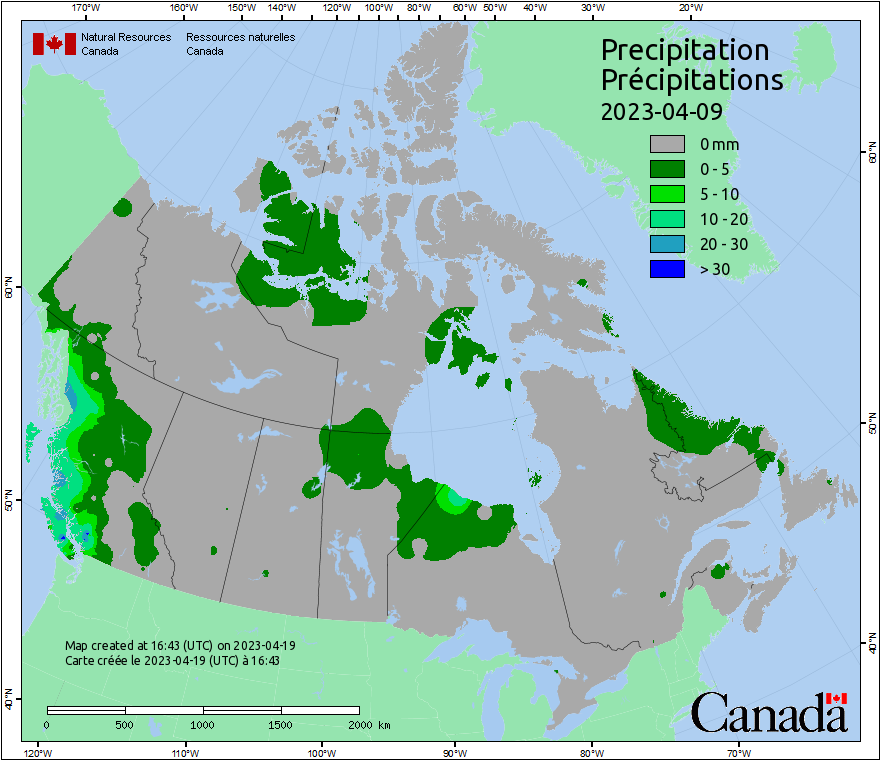 170°W 160°W 150°W 140°W 120°W 100°W 80°W 60°W 50°W 40°W 30°W 20°W
Natural Resources Canada
Ressources naturelles Canada
Precipitation
Précipitations
2023-04-09
0 mm
0 - 5
5 - 10
10 - 20
20 - 30
> 30
60°N
50°N
40°N
60°N
50°N
40°N
Map created at 16:43 (UTC) on 2023-04-19
Carte créée le 2023-04-19 (UTC) à 16:43
0 500 1000 1500 2000 km
Canada
120°W 110°W 100°W 90°W 80°W 70°W